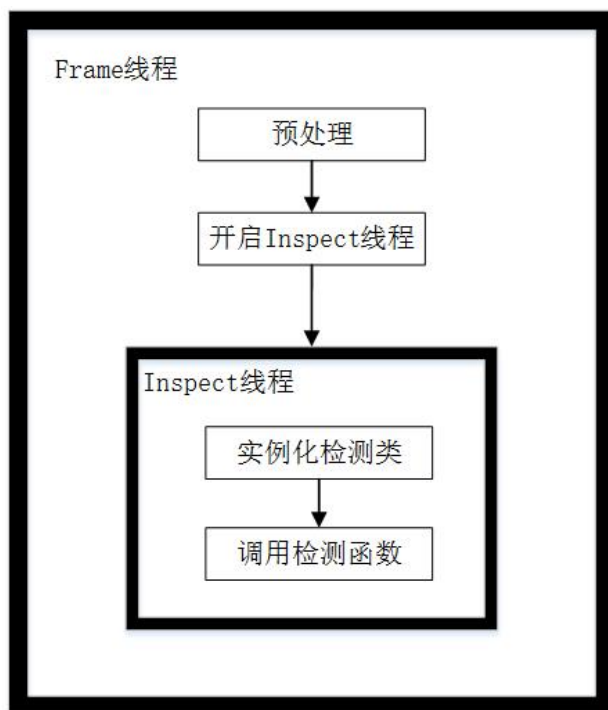 Frame线程
预处理
开启Inspect线程
Inspect线程
实例化检测类
调用检测函数